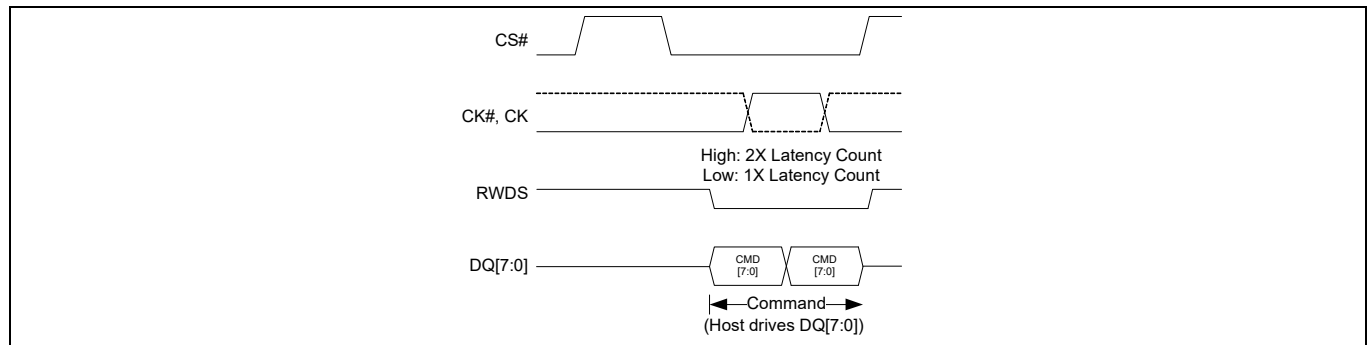 CS#
CK#, CK
High: 2X Latency Count
Low: 1X Latency Count
RWDS
DQ[7:0]
CMD
[7:0]
CMD
[7:0]
Command
(Host drives DQ[7:0])